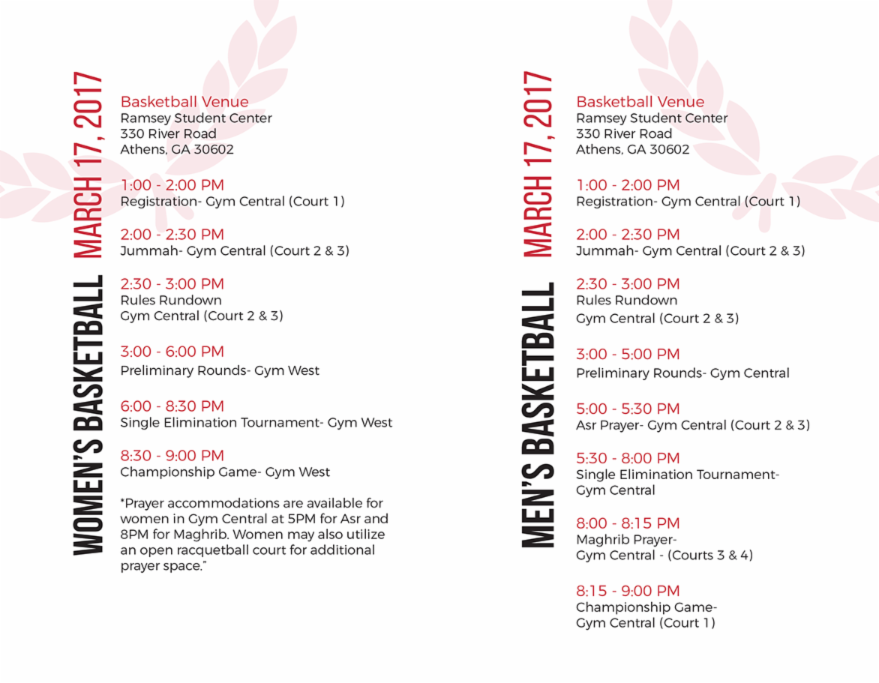 WOMEN'S BASKETBALL MARCH 17, 2017
Basketball Venue
Ramsey Student Center
330 River Road
Athens, GA 30602
1:00 - 2:00 PM
Registration- Gym Central (Court 1)
2:00 - 2:30 PM
Jummah- Gym Central (Court 2 & 3)
2:30 - 3:00 PM
Rules Rundown
Gym Central (Court 2 & 3)
3:00 - 6:00 PM
Preliminary Rounds- Gym West
6:00 - 8:30 PM
Single Elimination Tournament- Gym West
8:30 - 9:00 PM
Championship Game- Gym West
*Prayer accommodations are available for
women in Gym Central at 5PM for Asr and
8PM for Maghrib. Women may also utilize
an open racquetball court for additional
prayer space."
MEN'S BASKETBALL MARCH 17, 2017
Basketball Venue
Ramsey Student Center
330 River Road
Athens, GA 30602
1:00 - 2:00 PM
Registration- Gym Central (Court 1)
2:00 - 2:30 PM
Jummah- Gym Central (Court 2 & 3)
2:30 - 3:00 PM
Rules Rundown
Gym Central (Court 2 & 3)
3:00 - 5:00 PM
Preliminary Rounds- Gym Central
5:00 - 5:30 PM
Asr Prayer- Gym Central (Court 2 & 3)
5:30 - 8:00 PM
Single Elimination Tournament-
Gym Central
8:00 - 8:15 PM
Maghrib Prayer-
Gym Central - (Courts 3 & 4)
8:15 - 9:00 PM
Championship Game-
Gym Central (Court 1)